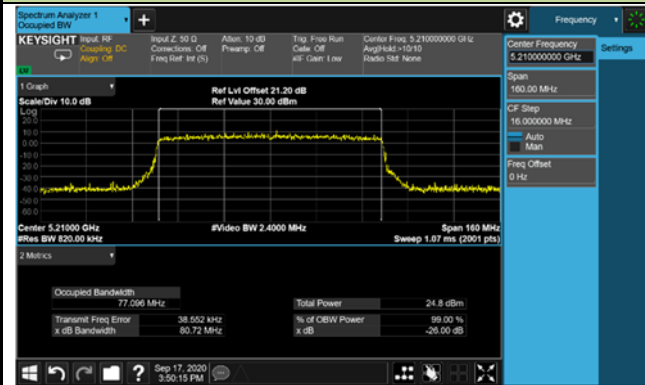 Spectrum Analyzer 1
Occupied BW
+
Frequency
KEYSIGHT
Input: RF
Coupling: DC
Align: Off
Input Z: 50 Ω
Corrections: Off
Freq Ref: Int (S)
Atten: 10 dB
Preamp: Off
Trig: Free Run
Gate: Off
#IF Gain: Low
Center Freq: 5.210000000 GHz
Avg|Hold:>10/10
Radio Std: None
Center Frequency
5.210000000 GHz
Settings
Span
160.00 MHz
CF Step
16.000000 MHz
Auto
Man
Freq Offset
0 Hz
1 Graph
Scale/Div 10.0 dB
Ref Lvl Offset 21.20 dB
Ref Value 30.00 dBm
Log
20.0
10.0
0.00
-10.0
-20.0
-30.0
-40.0
-50.0
-60.0
Center 5.21000 GHz
#Res BW 820.00 kHz
#Video BW 2.4000 MHz
Span 160 MHz
Sweep 1.07 ms (2001 pts)
2 Metrics
Occupied Bandwidth
77.096 MHz
Total Power 24.8 dBm
Transmit Freq Error 38.552 kHz
% of OBW Power 99.00 %
x dB Bandwidth 80.72 MHz
x dB -26.00 dB
?
Sep 17, 2020
3:50:15 PM